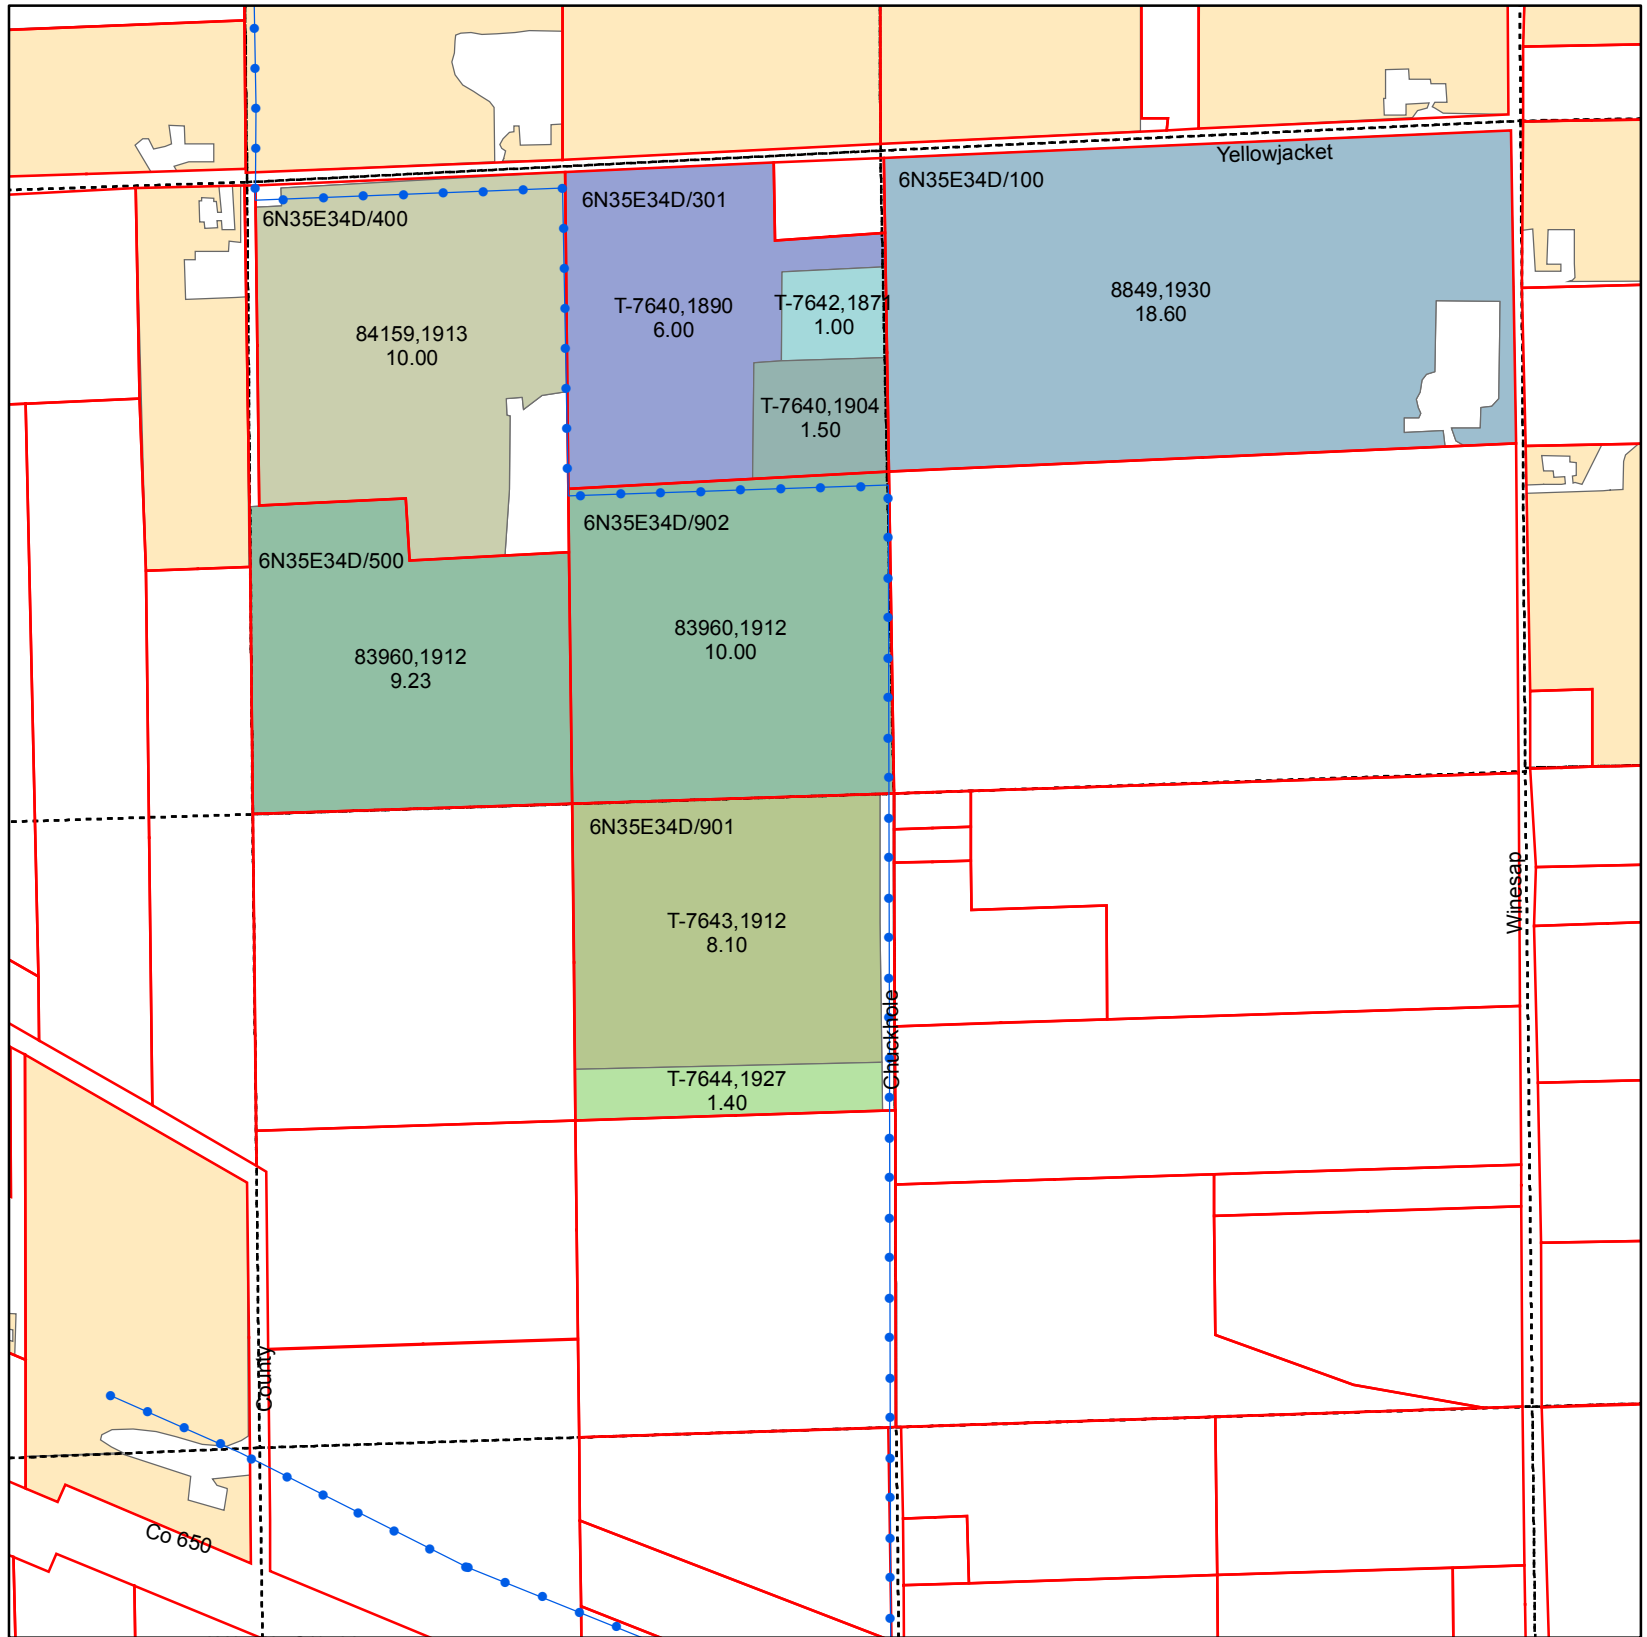 Yellowjacket
6N35E34D/100
6N35E34D/301
6N35E34D/400
8849,1930
18.60
T-7640,1890
6.00
T-7642,1871
1.00
84159,1913
10.00
T-7640,1904
1.50
6N35E34D/902
6N35E34D/500
83960,1912
10.00
83960,1912
9.23
6N35E34D/901
Winesap
T-7643,1912
8.10
Chuckhole
T-7644,1927
1.40
County
Co 650